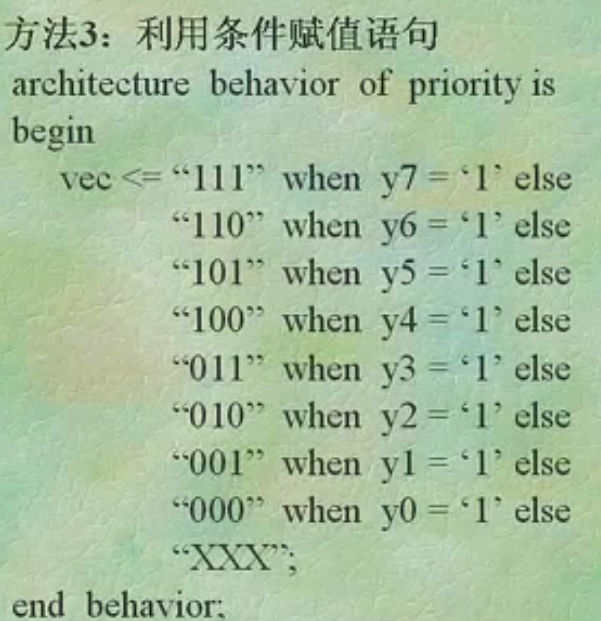 方法3：利用条件赋值语句
architecture behavior of priority is
begin
vec <= “111” when y7 = ‘1’ else
“110” when y6 = ‘1’ else
“101” when y5 = ‘1’ else
“100” when y4 = ‘1’ else
“011” when y3 = ‘1’ else
“010” when y2 = ‘1’ else
“001” when y1 = ‘1’ else
“000” when y0 = ‘1’ else
“XXX”;
end behavior;